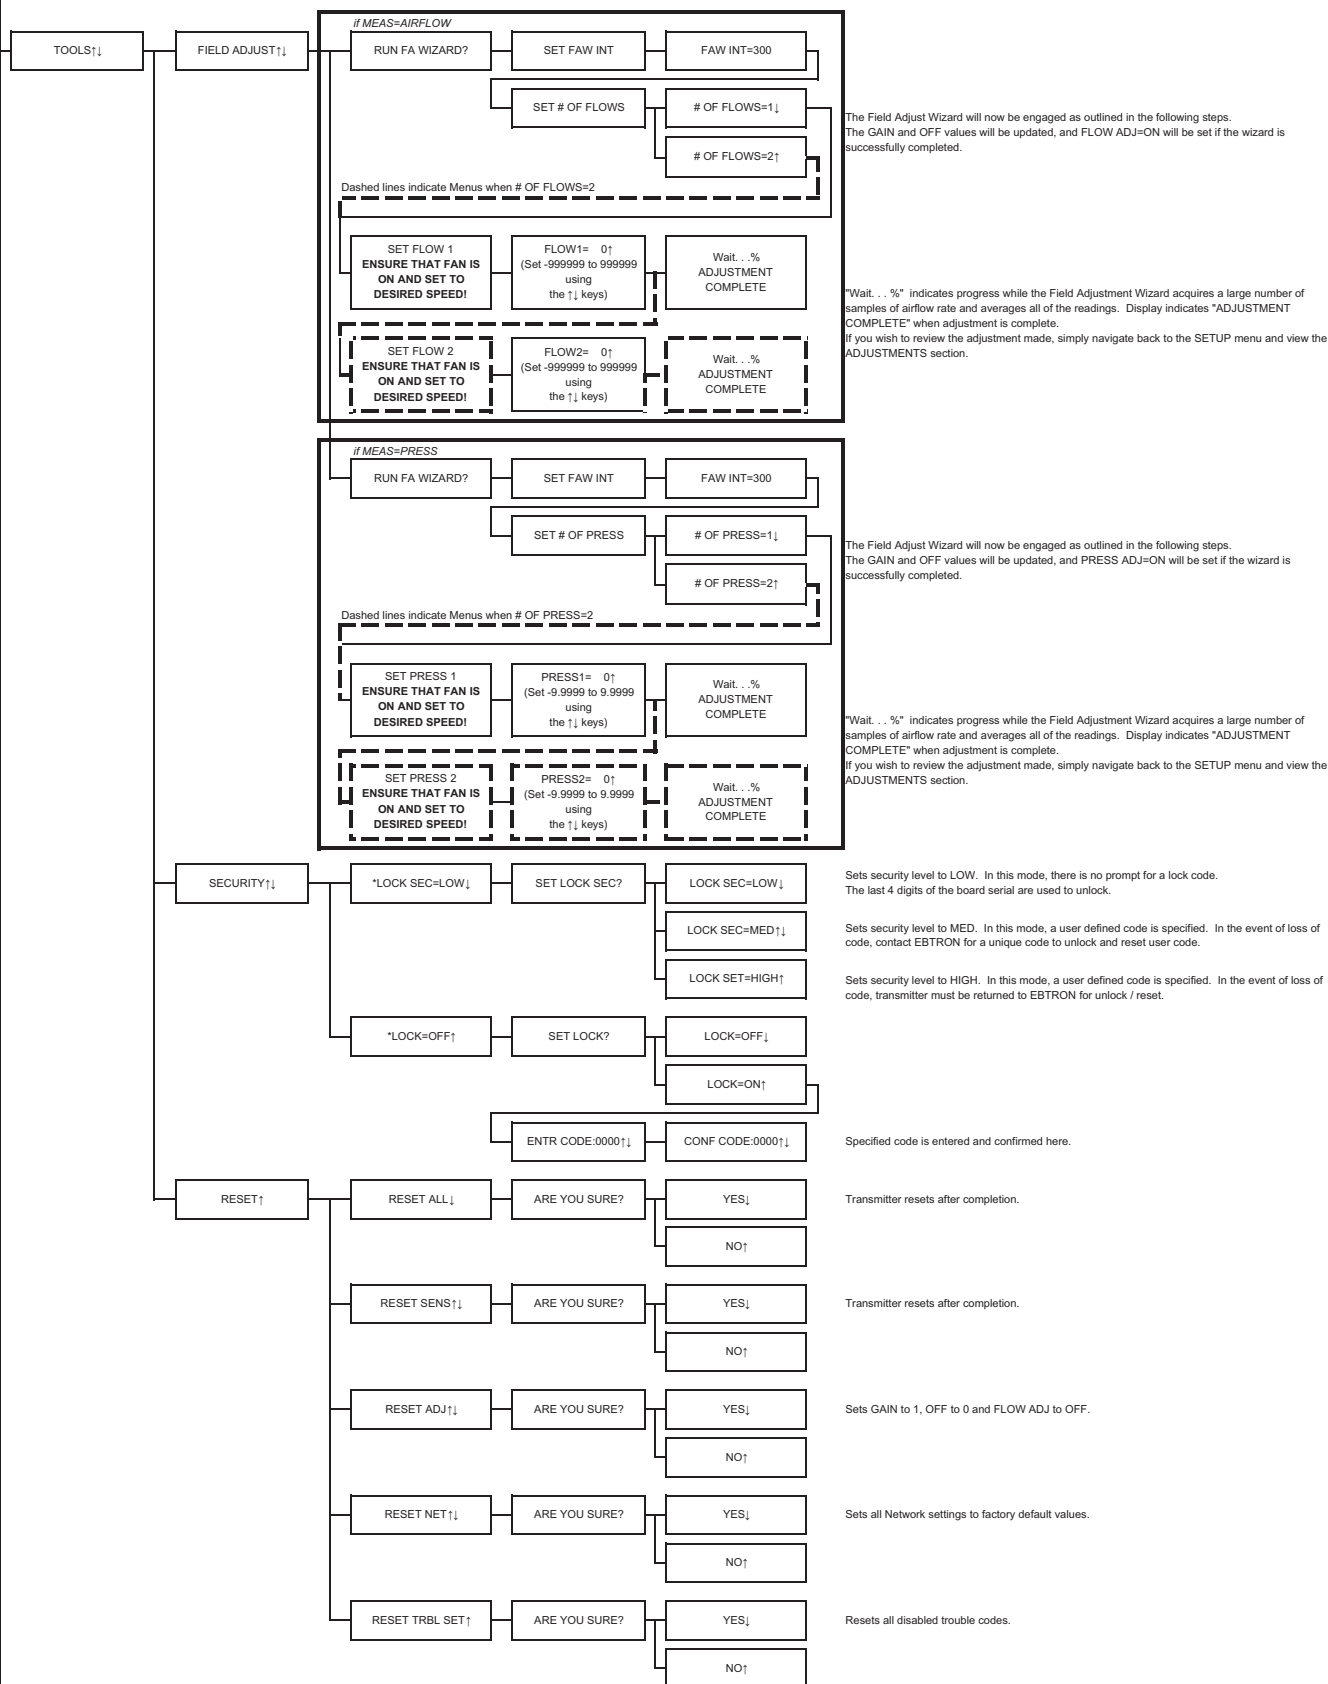 if MEAS=AIRFLOW
TOOLS↑↓
FIELD ADJUST↑↓
RUN FA WIZARD?
SET FAW INT
FAW INT=300
SET # OF FLOWS
# OF FLOWS=1↓
# OF FLOWS=2↑
The Field Adjust Wizard will now be engaged as outlined in the following steps.
The GAIN and OFF values will be updated, and FLOW ADJ=ON will be set if the wizard is
successfully completed.
Dashed lines indicate Menus when # OF FLOWS=2
SET FLOW 1
ENSURE THAT FAN IS
ON AND SET TO
DESIRED SPEED!
FLOW1= 0↑
(Set -999999 to 999999
using
the ↑↓ keys)
Wait. . .%
ADJUSTMENT
COMPLETE
"Wait. . . %" indicates progress while the Field Adjustment Wizard acquires a large number of
samples of airflow rate and averages all of the readings. Display indicates "ADJUSTMENT
COMPLETE" when adjustment is complete.
If you wish to review the adjustment made, simply navigate back to the SETUP menu and view the
ADJUSTMENTS section.
SET FLOW 2
ENSURE THAT FAN IS
ON AND SET TO
DESIRED SPEED!
FLOW2= 0↑
(Set -999999 to 999999
using
the ↑↓ keys)
Wait. . .%
ADJUSTMENT
COMPLETE
if MEAS=PRESS
RUN FA WIZARD?
SET FAW INT
FAW INT=300
SET # OF PRESS
# OF PRESS=1↓
# OF PRESS=2↑
The Field Adjust Wizard will now be engaged as outlined in the following steps.
The GAIN and OFF values will be updated, and PRESS ADJ=ON will be set if the wizard is
successfully completed.
Dashed lines indicate Menus when # OF PRESS=2
SET PRESS 1
ENSURE THAT FAN IS
ON AND SET TO
DESIRED SPEED!
PRESS1= 0↑
(Set -9.9999 to 9.9999
using
the ↑↓ keys)
Wait. . .%
ADJUSTMENT
COMPLETE
"Wait. . . %" indicates progress while the Field Adjustment Wizard acquires a large number of
samples of airflow rate and averages all of the readings. Display indicates "ADJUSTMENT
COMPLETE" when adjustment is complete.
If you wish to review the adjustment made, simply navigate back to the SETUP menu and view the
ADJUSTMENTS section.
SET PRESS 2
ENSURE THAT FAN IS
ON AND SET TO
DESIRED SPEED!
PRESS2= 0↑
(Set -9.9999 to 9.9999
using
the ↑↓ keys)
Wait. . .%
ADJUSTMENT
COMPLETE
SECURITY↑↓
*LOCK SEC=LOW↓
SET LOCK SEC?
LOCK SEC=LOW↓
Sets security level to LOW. In this mode, there is no prompt for a lock code.
The last 4 digits of the board serial are used to unlock.
LOCK SEC=MED↑↓
Sets security level to MED. In this mode, a user defined code is specified. In the event of loss of
code, contact EBTRON for a unique code to unlock and reset user code.
LOCK SET=HIGH↑
Sets security level to HIGH. In this mode, a user defined code is specified. In the event of loss of
code, transmitter must be returned to EBTRON for unlock / reset.
*LOCK=OFF↑
SET LOCK?
LOCK=OFF↓
LOCK=ON↑
ENTR CODE:0000↑↓
CONF CODE:0000↑↓
Specified code is entered and confirmed here.
RESET↑
RESET ALL↓
ARE YOU SURE?
YES↓
Transmitter resets after completion.
NO↑
RESET SENS↑↓
ARE YOU SURE?
YES↓
Transmitter resets after completion.
NO↑
RESET ADJ↑↓
ARE YOU SURE?
YES↓
Sets GAIN to 1, OFF to 0 and FLOW ADJ to OFF.
NO↑
RESET NET↑↓
ARE YOU SURE?
YES↓
Sets all Network settings to factory default values.
NO↑
RESET TRBL SET↑
ARE YOU SURE?
YES↓
Resets all disabled trouble codes.
NO↑